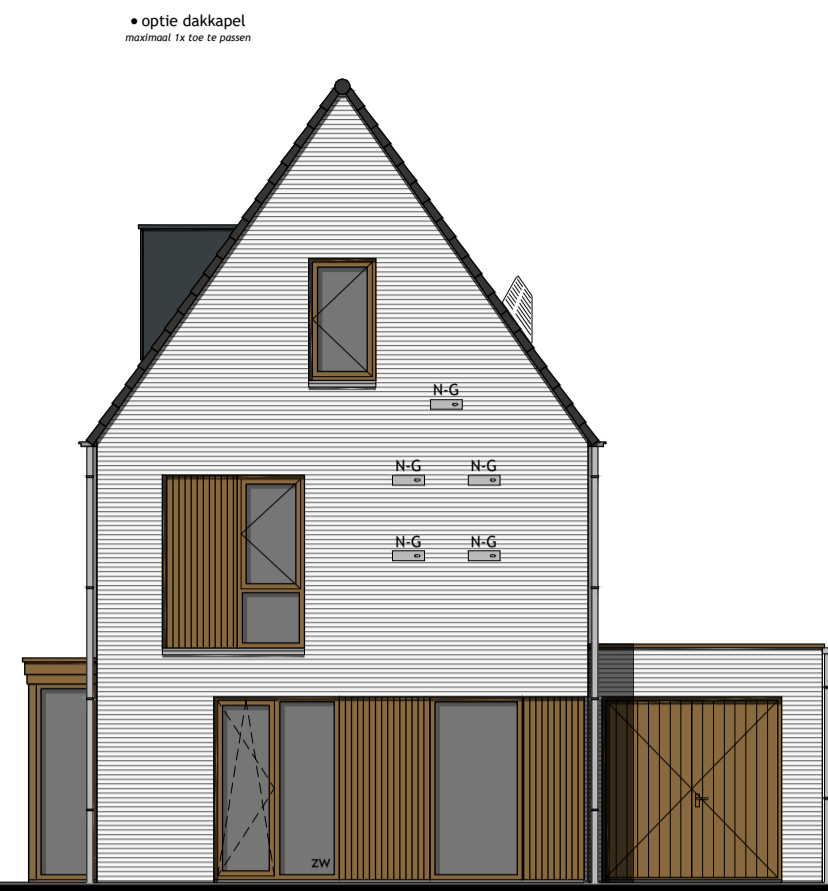 • optie dakkapel
maximaal 1x toe te passen
N-G
N-G N-G
N-G N-G
ZW